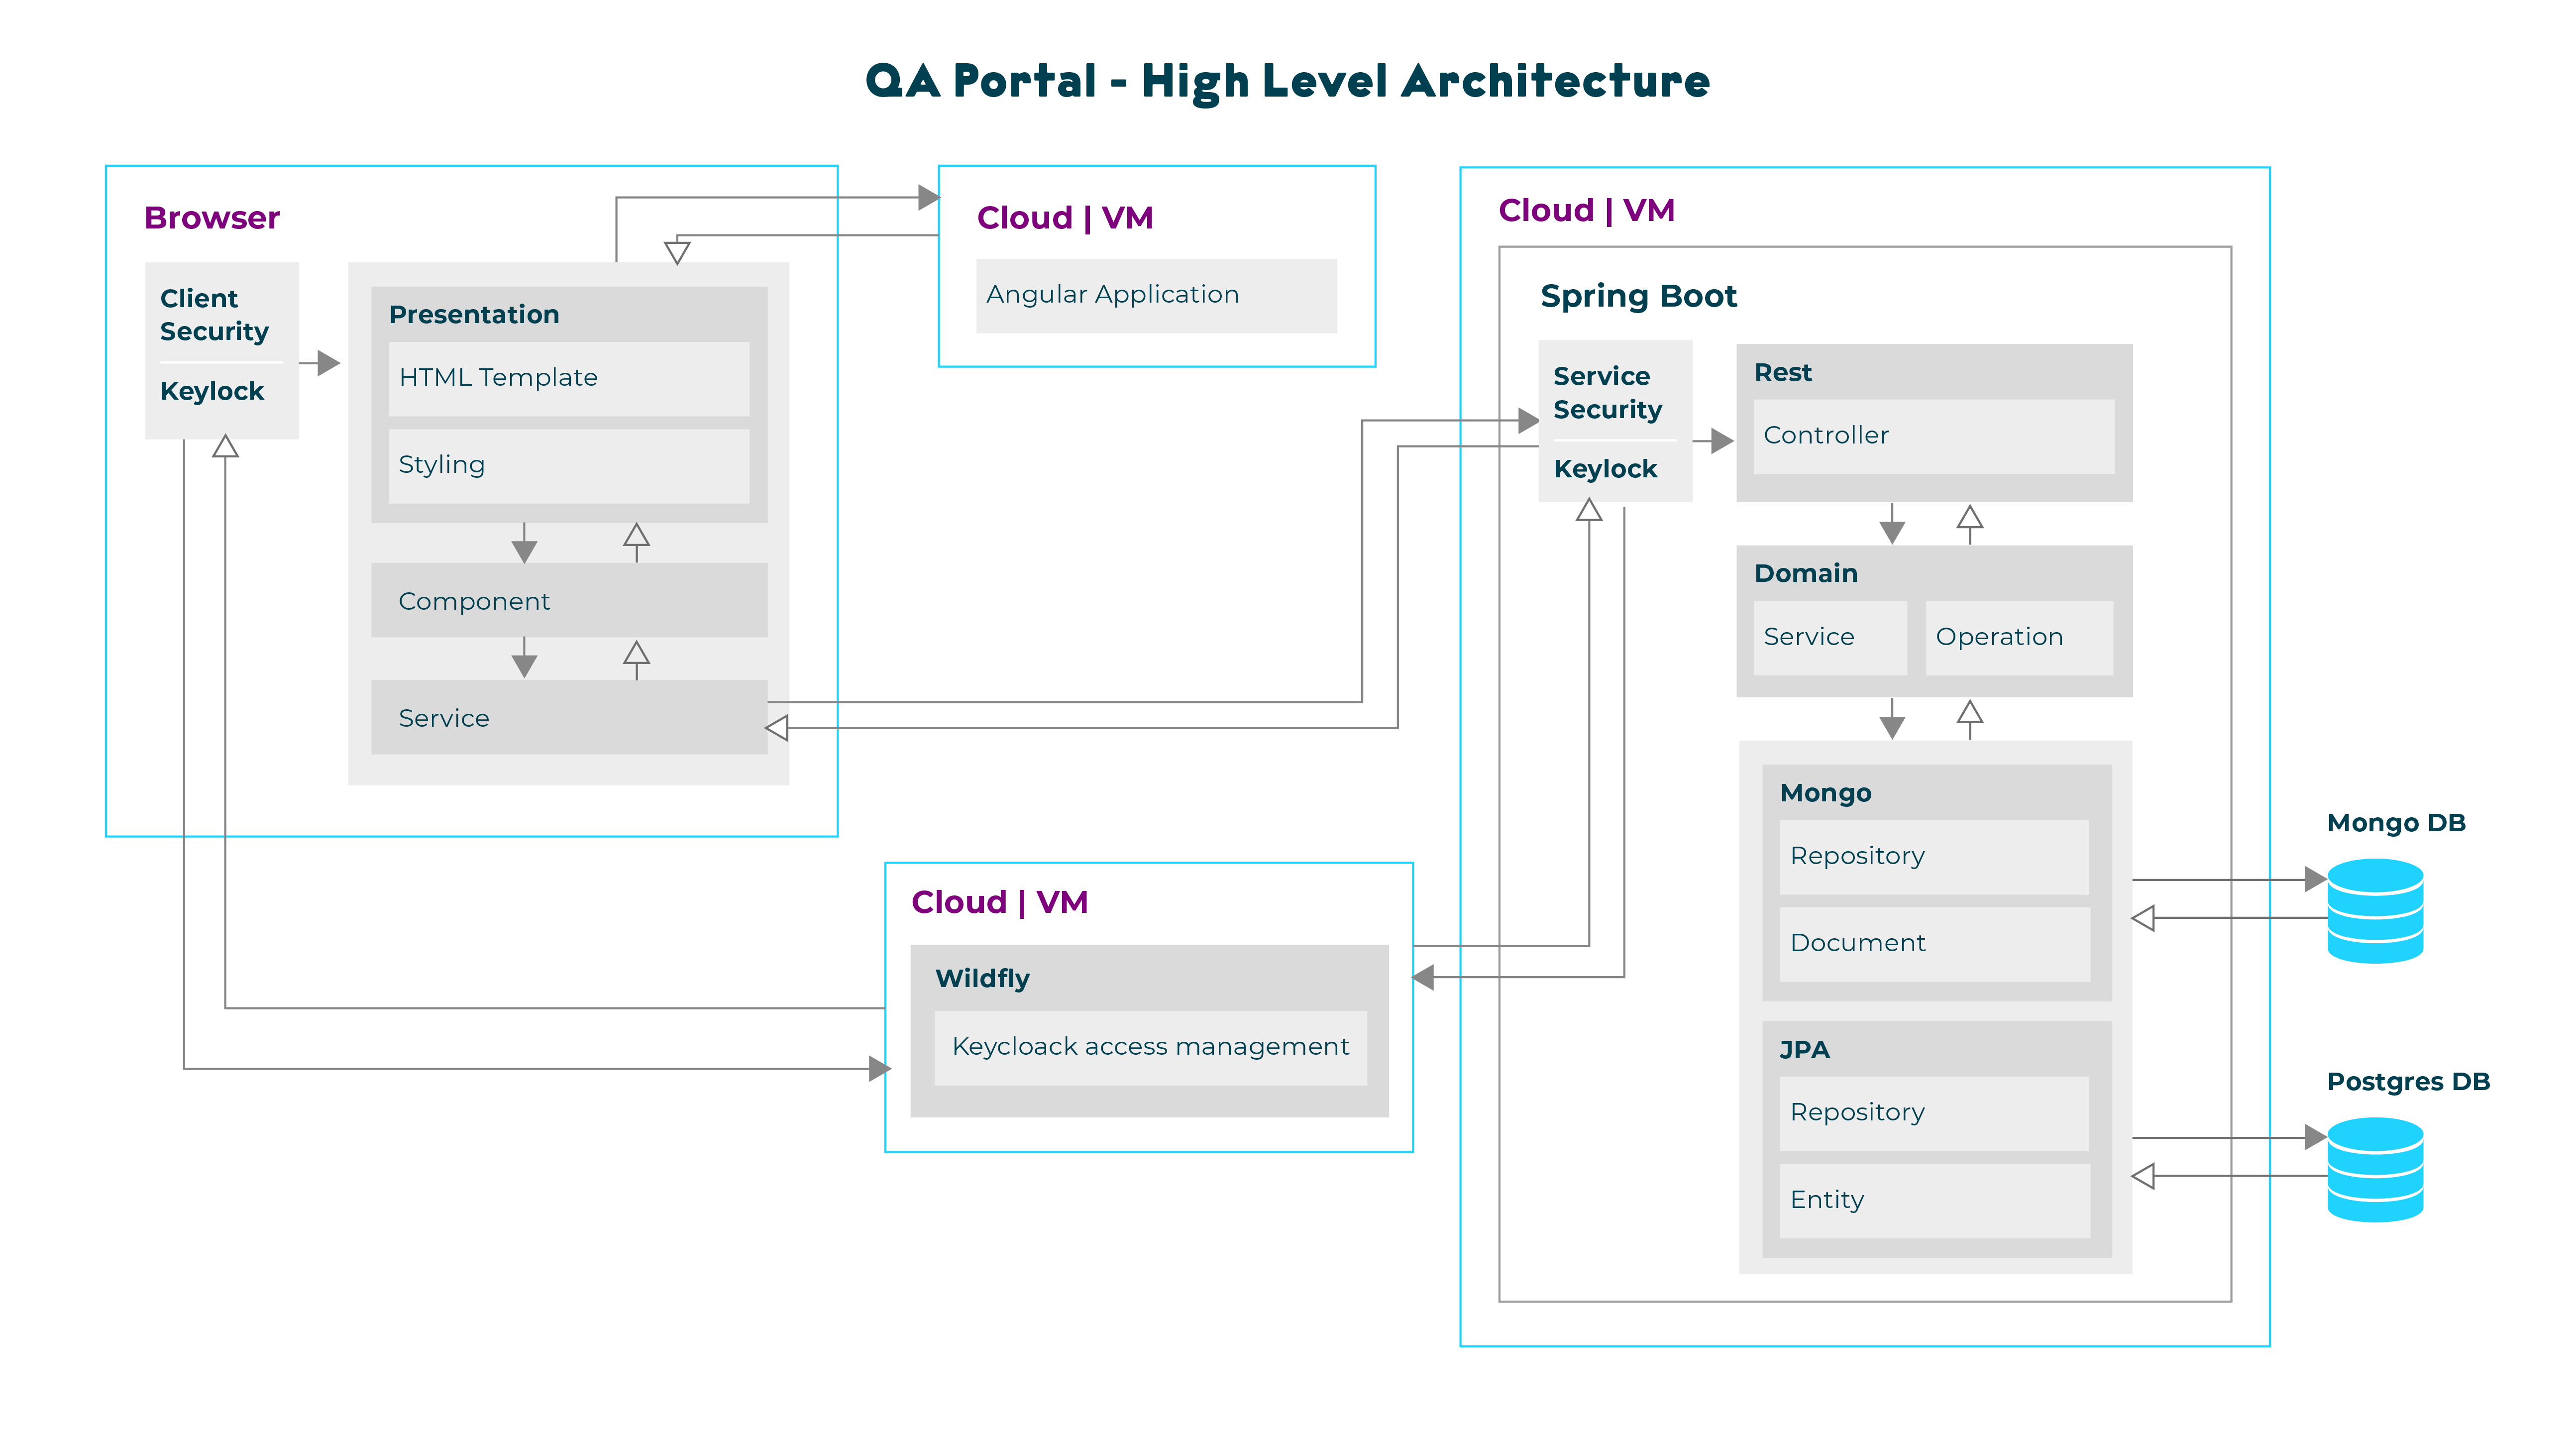 QA Portal - High Level Architecture
Browser
Client
Security
Keylock
Presentation
HTML Template
Styling
Component
Service
Cloud | VM
Angular Application
Cloud | VM
Wildfly
Keycloack access management
Cloud | VM
Spring Boot
Service
Security
Keylock
Rest
Controller
Domain
Service
Operation
Mongo
Repository
Document
JPA
Repository
Entity
Mongo DB
Postgres DB